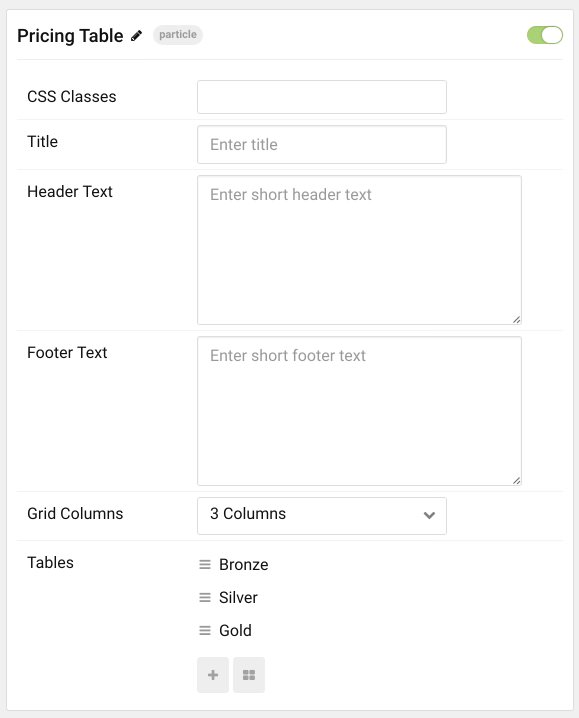 Pricing Table particle
CSS Classes
Title Enter title
Header Text Enter short header text
Footer Text Enter short footer text
Grid Columns 3 Columns
Tables Bronze
Silver
Gold